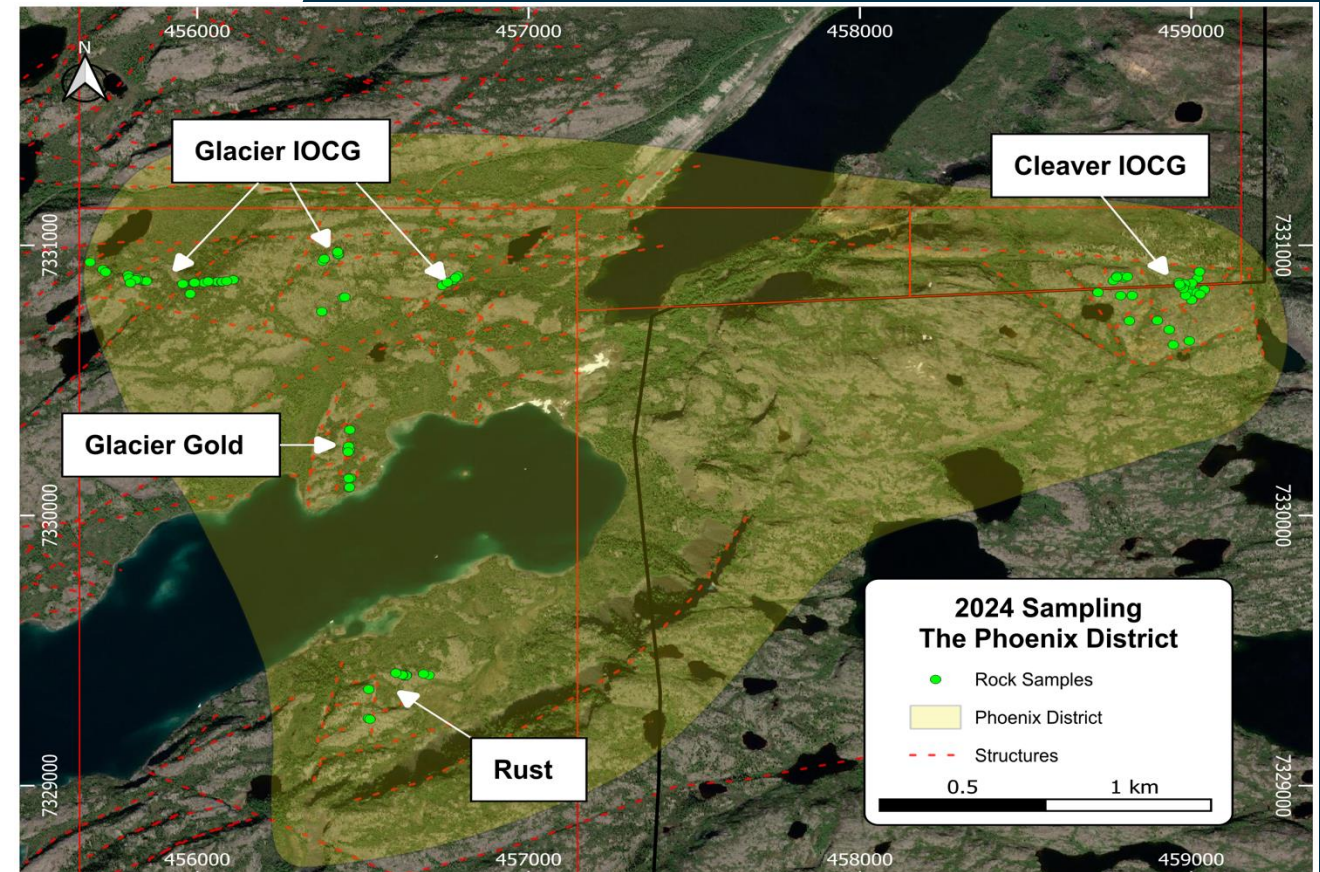 456000
457000
458000
459000
N
Glacier IOCG
Cleaver IOCG
7331000
7331000
Glacier Gold
7330000
7330000
2024 Sampling
The Phoenix District
Rock Samples
Phoenix District
Structures
0.5
1 km
Rust
7329000
7329000
456000
457000
458000
459000